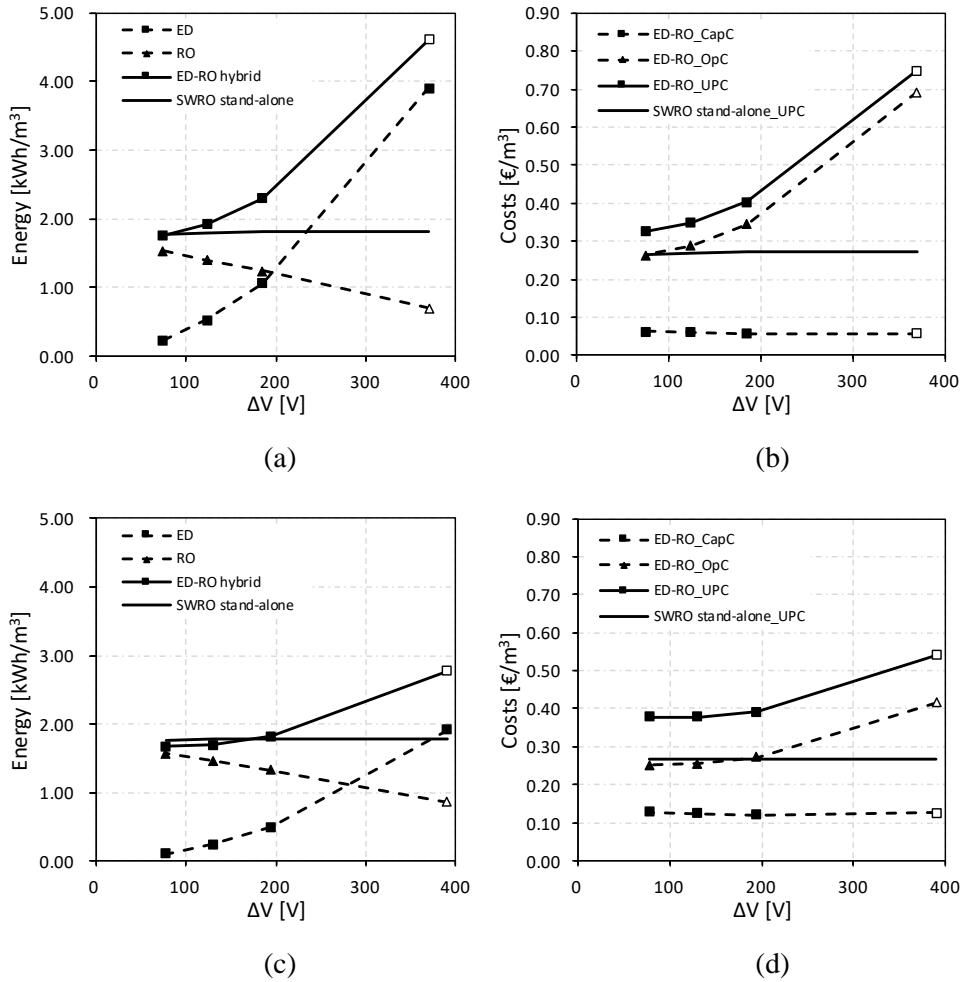 5.00
4.00
3.00
2.00
1.00
0.00
Energy [kWh/m³]
ED
RO
ED-RO hybrid
SWRO stand-alone
0 100 200 300 400
ΔV [V]
(a)
0.90
0.80
0.70
0.60
0.50
0.40
0.30
0.20
0.10
0.00
Costs [€/m³]
ED-RO_CapC
ED-RO_OpC
ED-RO_UPC
SWRO stand-alone_UPC
0 100 200 300 400
ΔV [V]
(b)
5.00
4.00
3.00
2.00
1.00
0.00
Energy [kWh/m³]
ED
RO
ED-RO hybrid
SWRO stand-alone
0 100 200 300 400
ΔV [V]
(c)
0.90
0.80
0.70
0.60
0.50
0.40
0.30
0.20
0.10
0.00
Costs [€/m³]
ED-RO_CapC
ED-RO_OpC
ED-RO_UPC
SWRO stand-alone_UPC
0 100 200 300 400
ΔV [V]
(d)